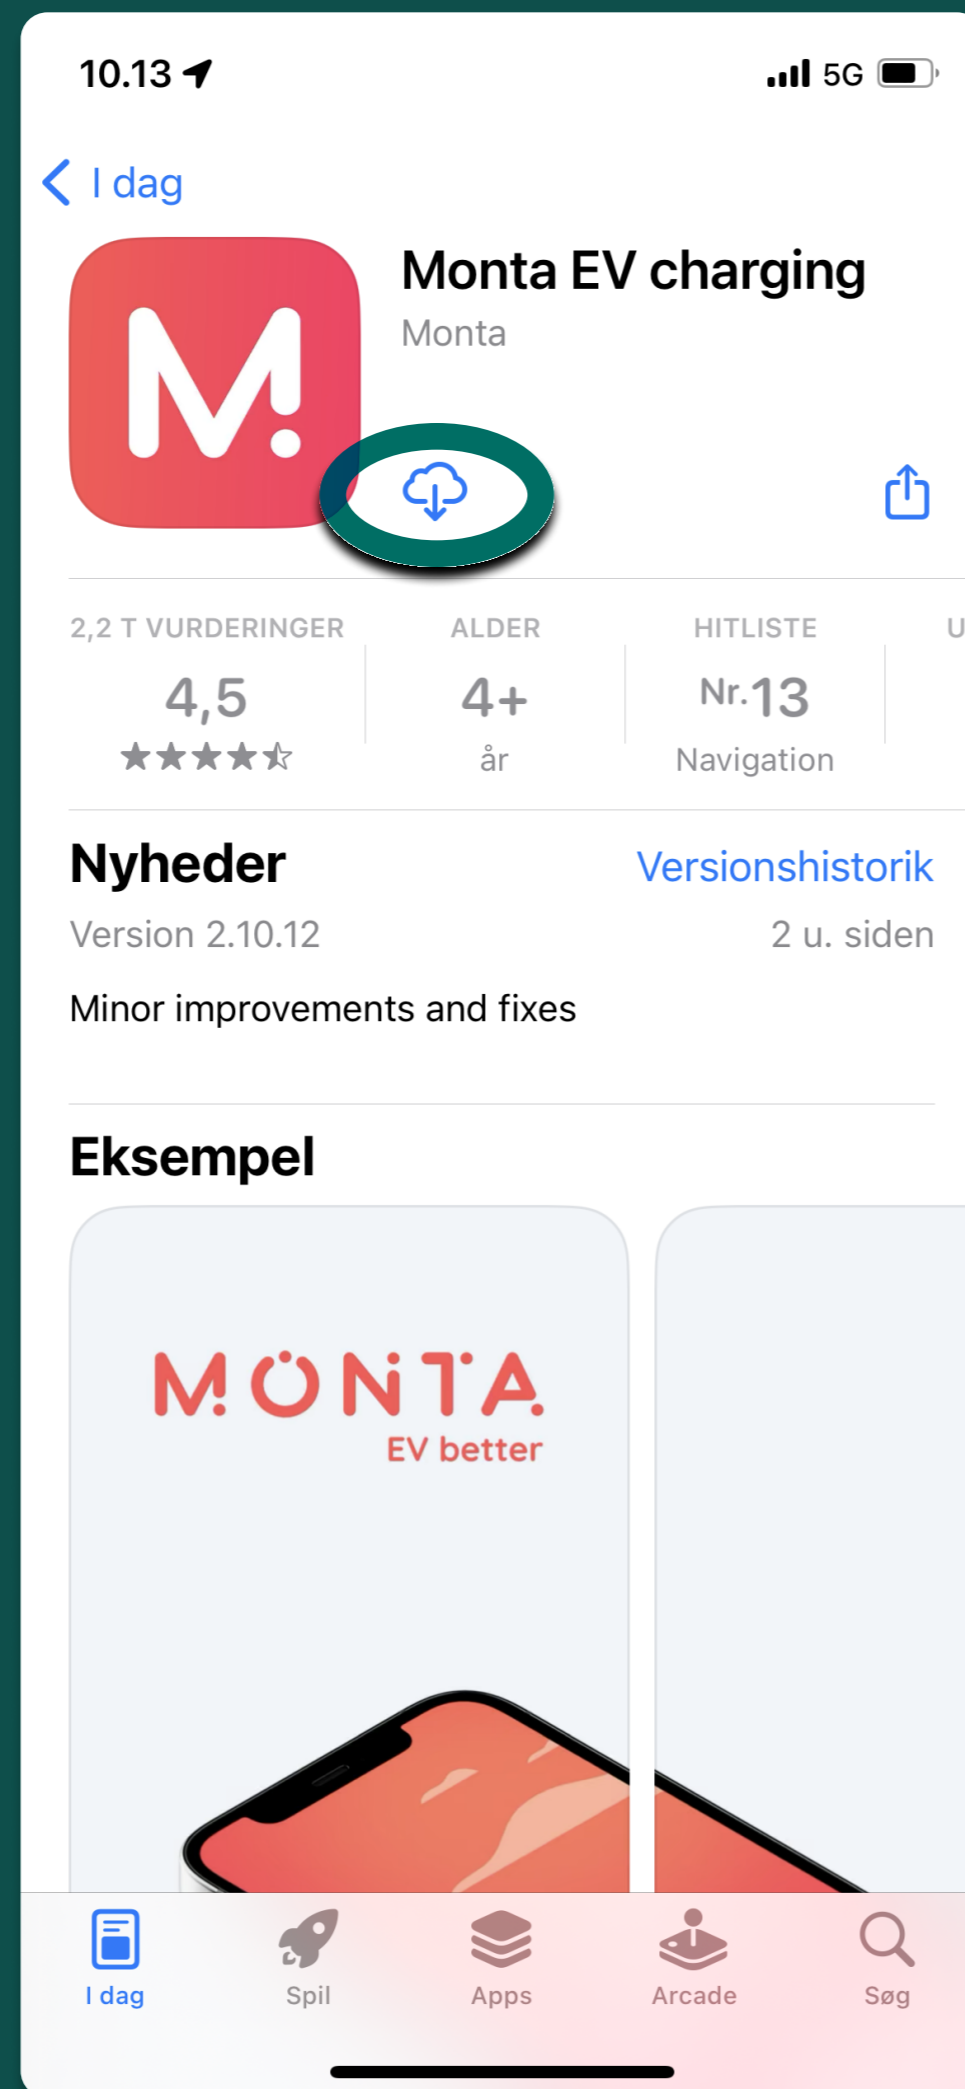 10.13
5G
I dag
Monta EV charging
Monta
M
2,2 T VURDERINGER
ALDER
HITLISTE
U
4,5
4+
Nr.13
år
Navigation
Nyheder
Versionshistorik
Version 2.10.12
2 u. siden
Minor improvements and fixes
Eksempel
MONTA
EV better
I dag
Spil
Apps
Arcade
Søg